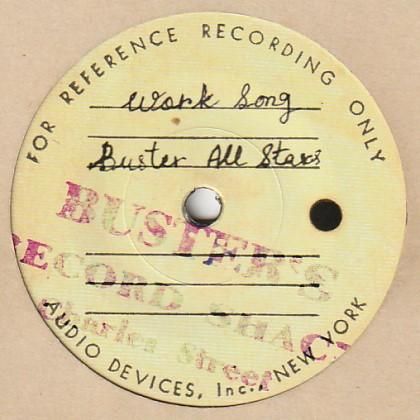 FOR REFERENCE RECORDING ONLY
Work Song
Buster All Stars
BUSTER'S
RECORD SHACK
Charles Street
AUDIO DEVICES, Inc., NEW YORK